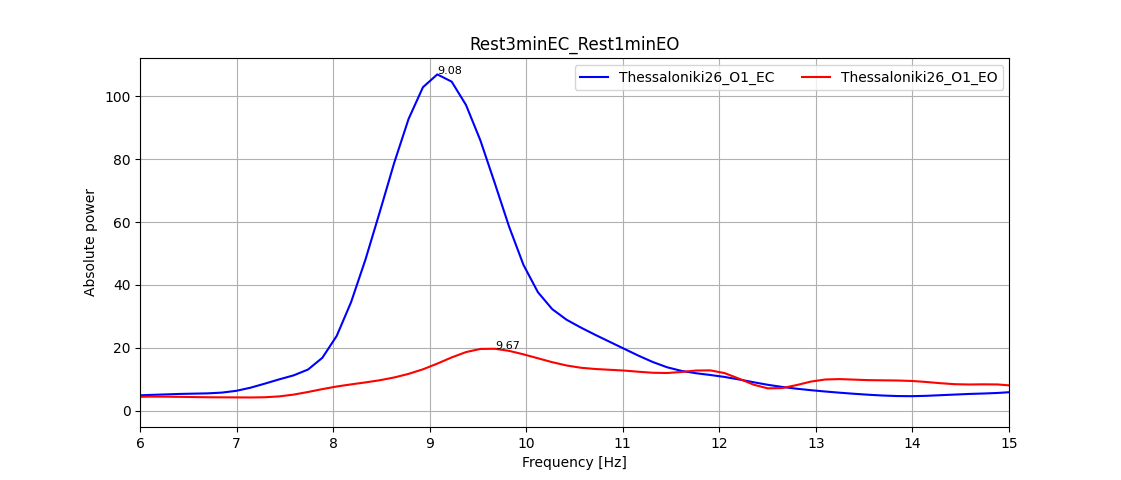 Rest3minEC_Rest1minEO
Thessaloniki26_O1_EC
Thessaloniki26_O1_EO
9.08
9.67
Absolute power
100
80
60
40
20
0
6 7 8 9 10 11 12 13 14 15
Frequency [Hz]